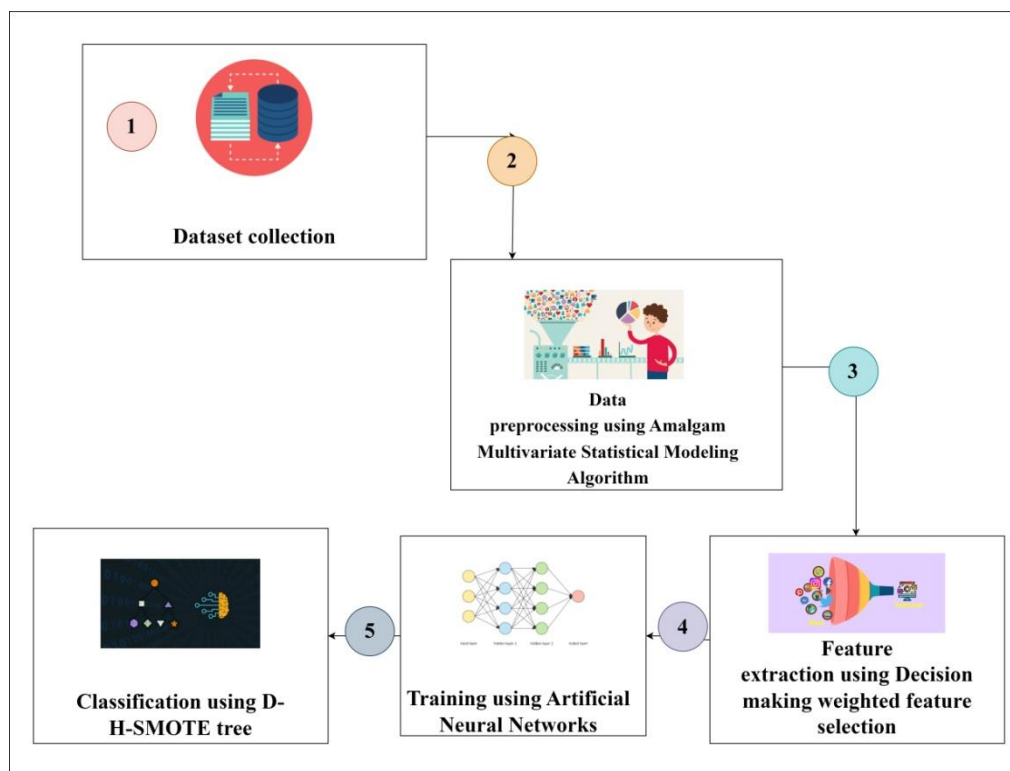 1
Dataset collection
2
Data
preprocessing using Amalgam
Multivariate Statistical Modeling
Algorithm
3
Feature
extraction using Decision
making weighted feature
selection
4
Training using Artificial
Neural Networks
5
Classification using D-
H-SMOTE tree